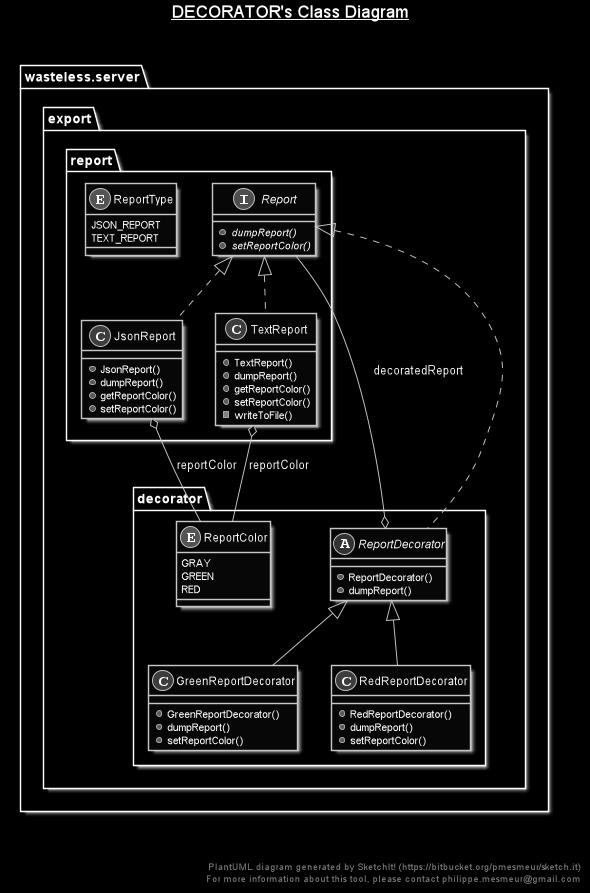 DECORATOR's Class Diagram
wasteless.server
export
report
E ReportType
JSON_REPORT
TEXT_REPORT
I Report
dumpReport()
setReportColor()
C JsonReport
JsonReport()
dumpReport()
getReportColor()
setReportColor()
C TextReport
TextReport()
dumpReport()
getReportColor()
setReportColor()
writeToFile()
decoratedReport
reportColor
reportColor
decorator
E ReportColor
GRAY
GREEN
RED
A ReportDecorator
ReportDecorator()
dumpReport()
C GreenReportDecorator
GreenReportDecorator()
dumpReport()
setReportColor()
C RedReportDecorator
RedReportDecorator()
dumpReport()
setReportColor()
PlantUML diagram generated by SketchIt! (https://bitbucket.org/pmesmeur/sketch.it)
For more information about this tool, please contact philippe.mesmeur@gmail.com